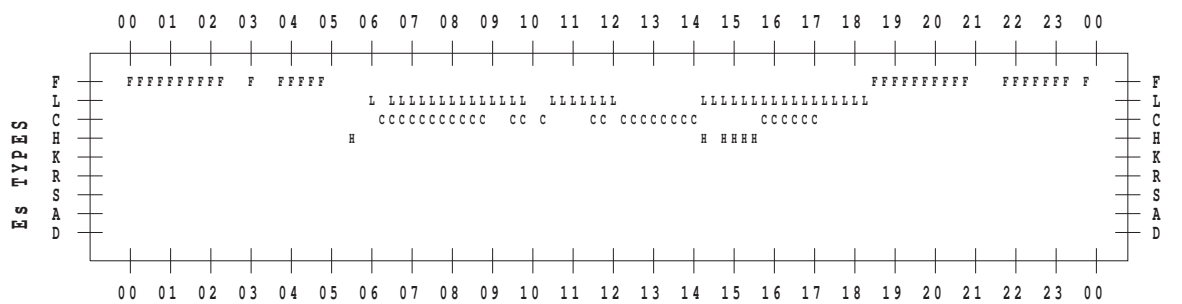 00 01 02 03 04 05 06 07 08 09 10 11 12 13 14 15 16 17 18 19 20 21 22 23 00
F FFFFFFFFFF F FFFFF FFFFFFFFFF FFFFFFF F F
L L LLLLLLLLLLLLLL LLLLLLL LLLLLLLLLLLLLLLLL L
C CCCCCCCCCCC CC C CC CCCCCCCC CCCCCC C
H H H HHHH H
K K
R R
S S
A A
D D
Es TYPES
00 01 02 03 04 05 06 07 08 09 10 11 12 13 14 15 16 17 18 19 20 21 22 23 00